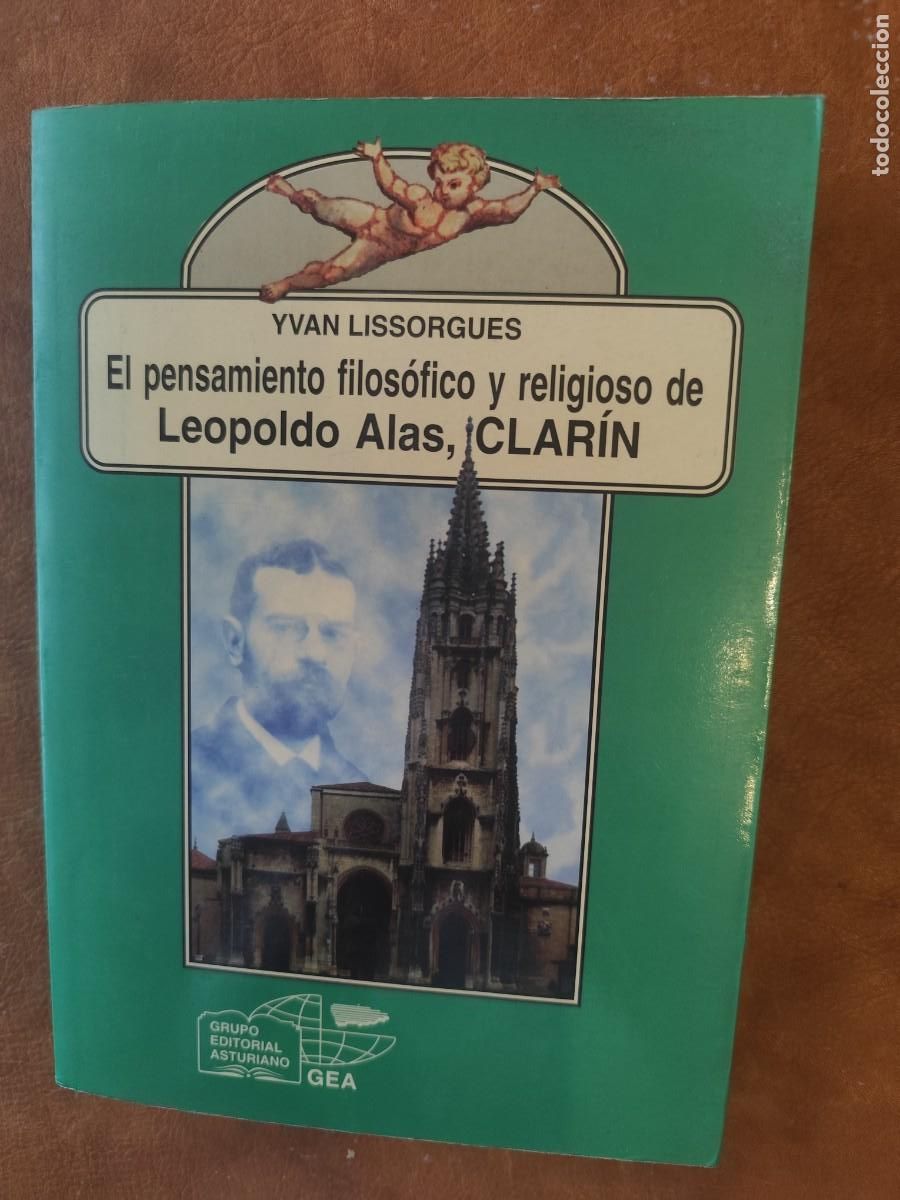 todocoleccion
YVAN LISSORGUES
El pensamiento filosófico y religioso de
Leopoldo Alas, CLARÍN
GRUPO
EDITORIAL
ASTURIANO
GEA